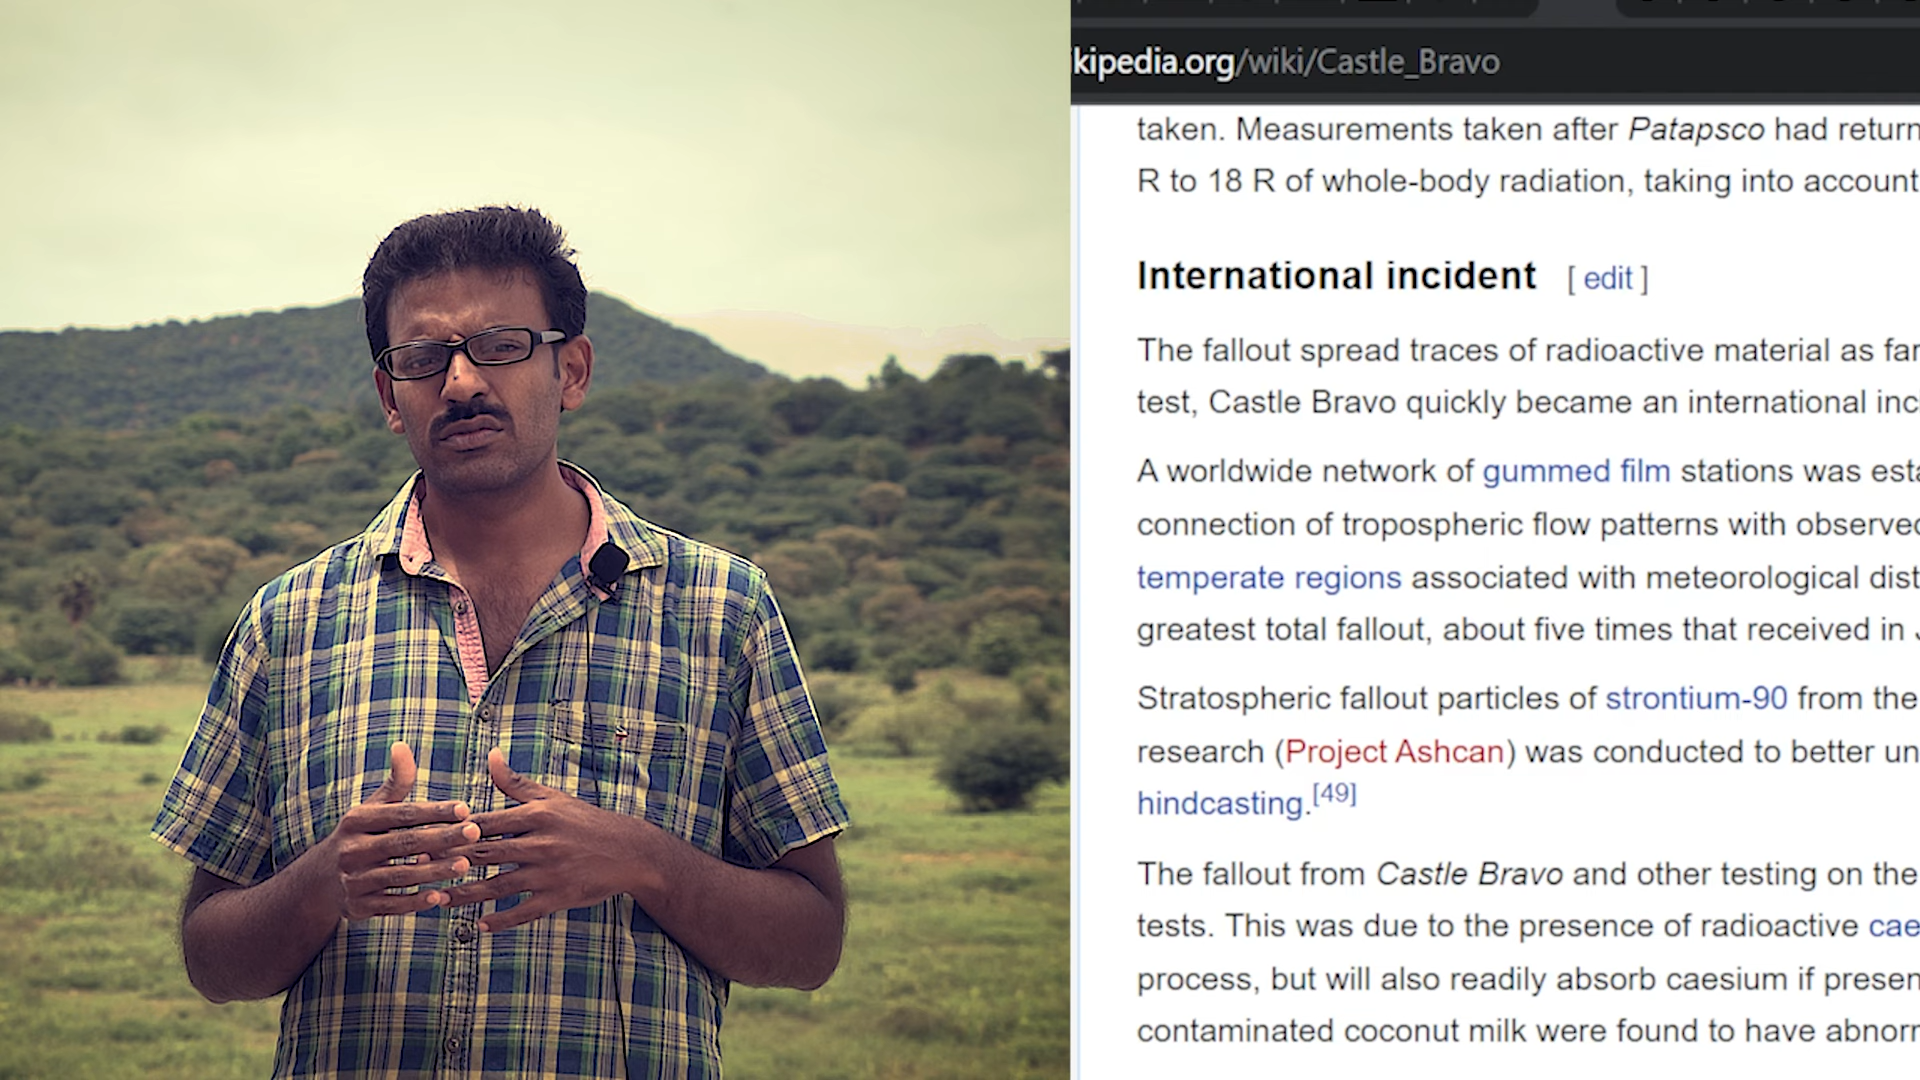 kipedia.org/wiki/Castle_Bravo
taken. Measurements taken after Patapsco had return
R to 18 R of whole-body radiation, taking into account
International incident [ edit ]
The fallout spread traces of radioactive material as far
test, Castle Bravo quickly became an international inc
A worldwide network of gummed film stations was esta
connection of tropospheric flow patterns with observed
temperate regions associated with meteorological dist
greatest total fallout, about five times that received in
Stratospheric fallout particles of strontium-90 from the
research (Project Ashcan) was conducted to better un
hindcasting.[49]
The fallout from Castle Bravo and other testing on the
tests. This was due to the presence of radioactive cae
process, but will also readily absorb caesium if presen
contaminated coconut milk were found to have abnorm